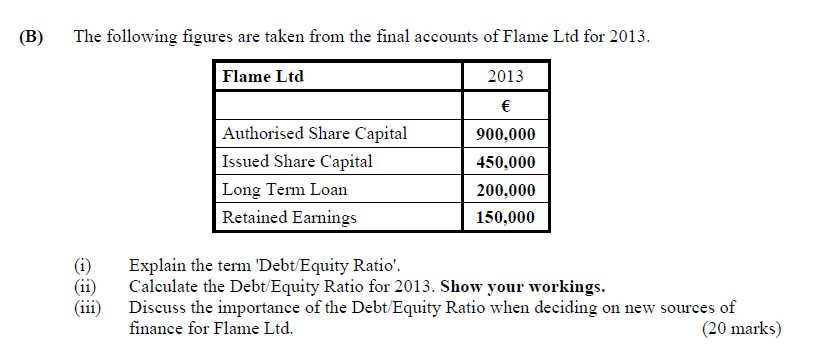 (B) The following figures are taken from the final accounts of Flame Ltd for 2013.
Flame Ltd 2013
€
Authorised Share Capital 900,000
Issued Share Capital 450,000
Long Term Loan 200,000
Retained Earnings 150,000
(i) Explain the term 'Debt/Equity Ratio'.
(ii) Calculate the Debt/Equity Ratio for 2013. Show your workings.
(iii) Discuss the importance of the Debt/Equity Ratio when deciding on new sources of
finance for Flame Ltd. (20 marks)